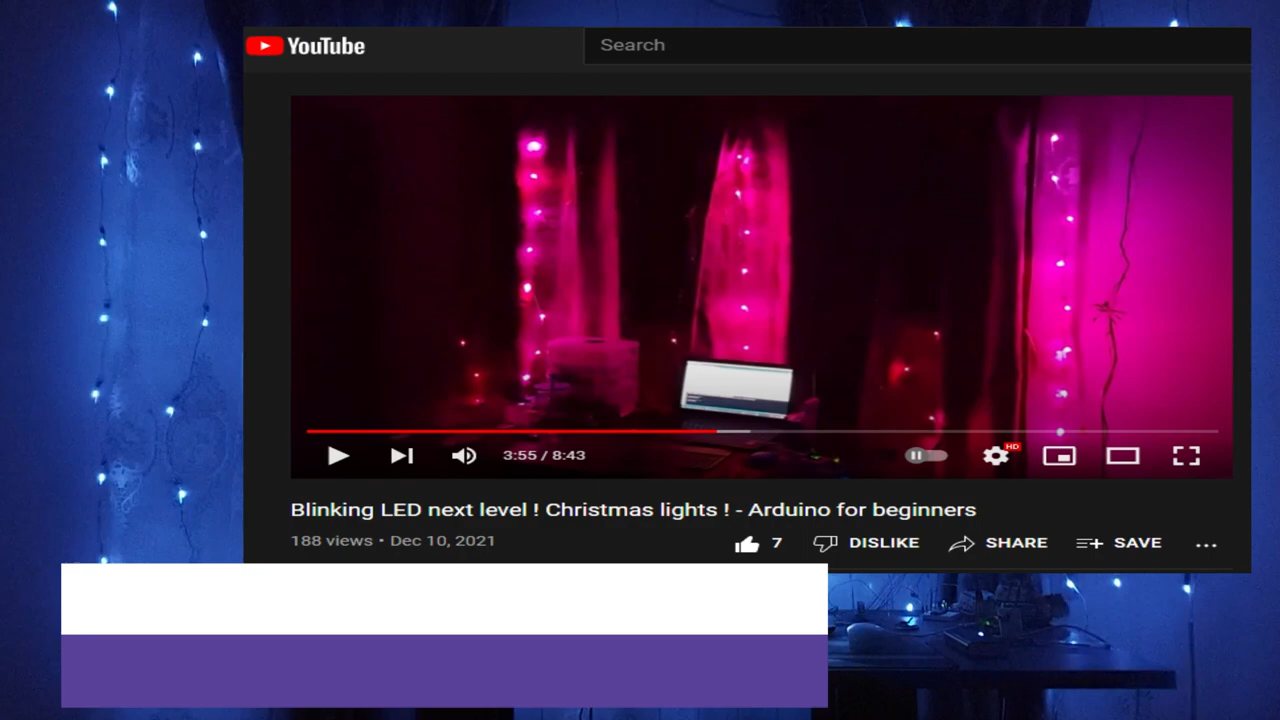 YouTube
Search
3:55 / 8:43
HD
Blinking LED next level ! Christmas lights ! - Arduino for beginners
188 views • Dec 10, 2021
7 DISLIKE SHARE SAVE ...